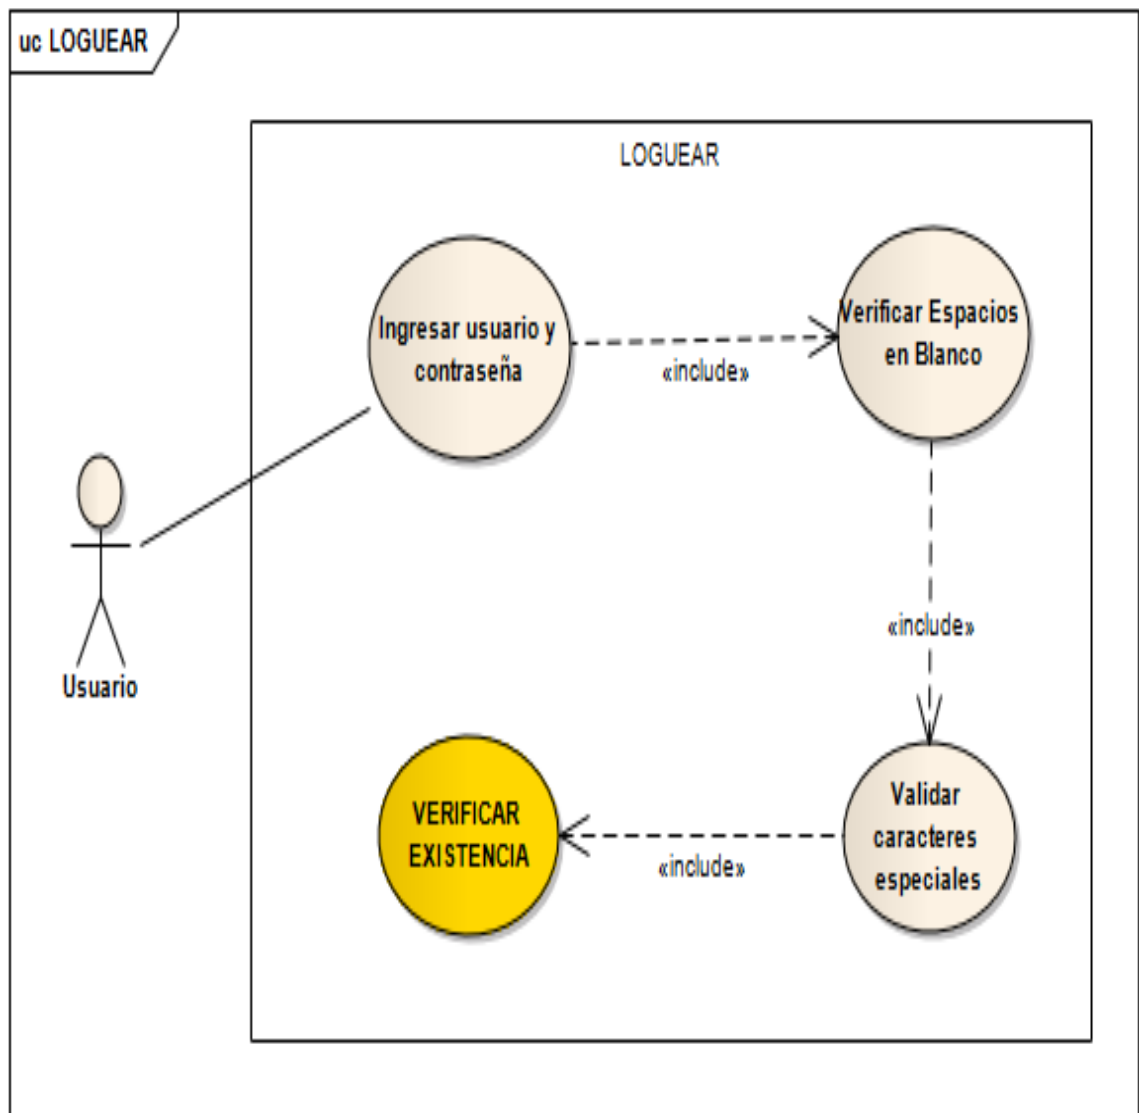 uc LOGUEAR
LOGUEAR
Ingresar usuario y
contraseña
«include»
Verificar Espacios
en Blanco
«include»
Usuario
VERIFICAR
EXISTENCIA
«include»
Validar
caracteres
especiales